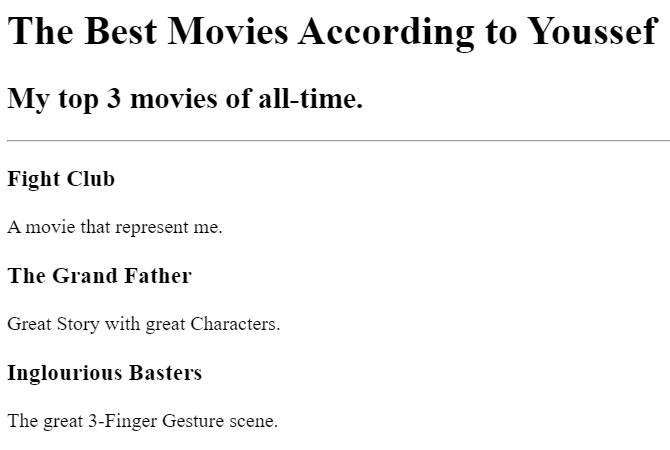 The Best Movies According to Youssef
My top 3 movies of all-time.
Fight Club
A movie that represent me.
The Grand Father
Great Story with great Characters.
Inglourious Basters
The great 3-Finger Gesture scene.